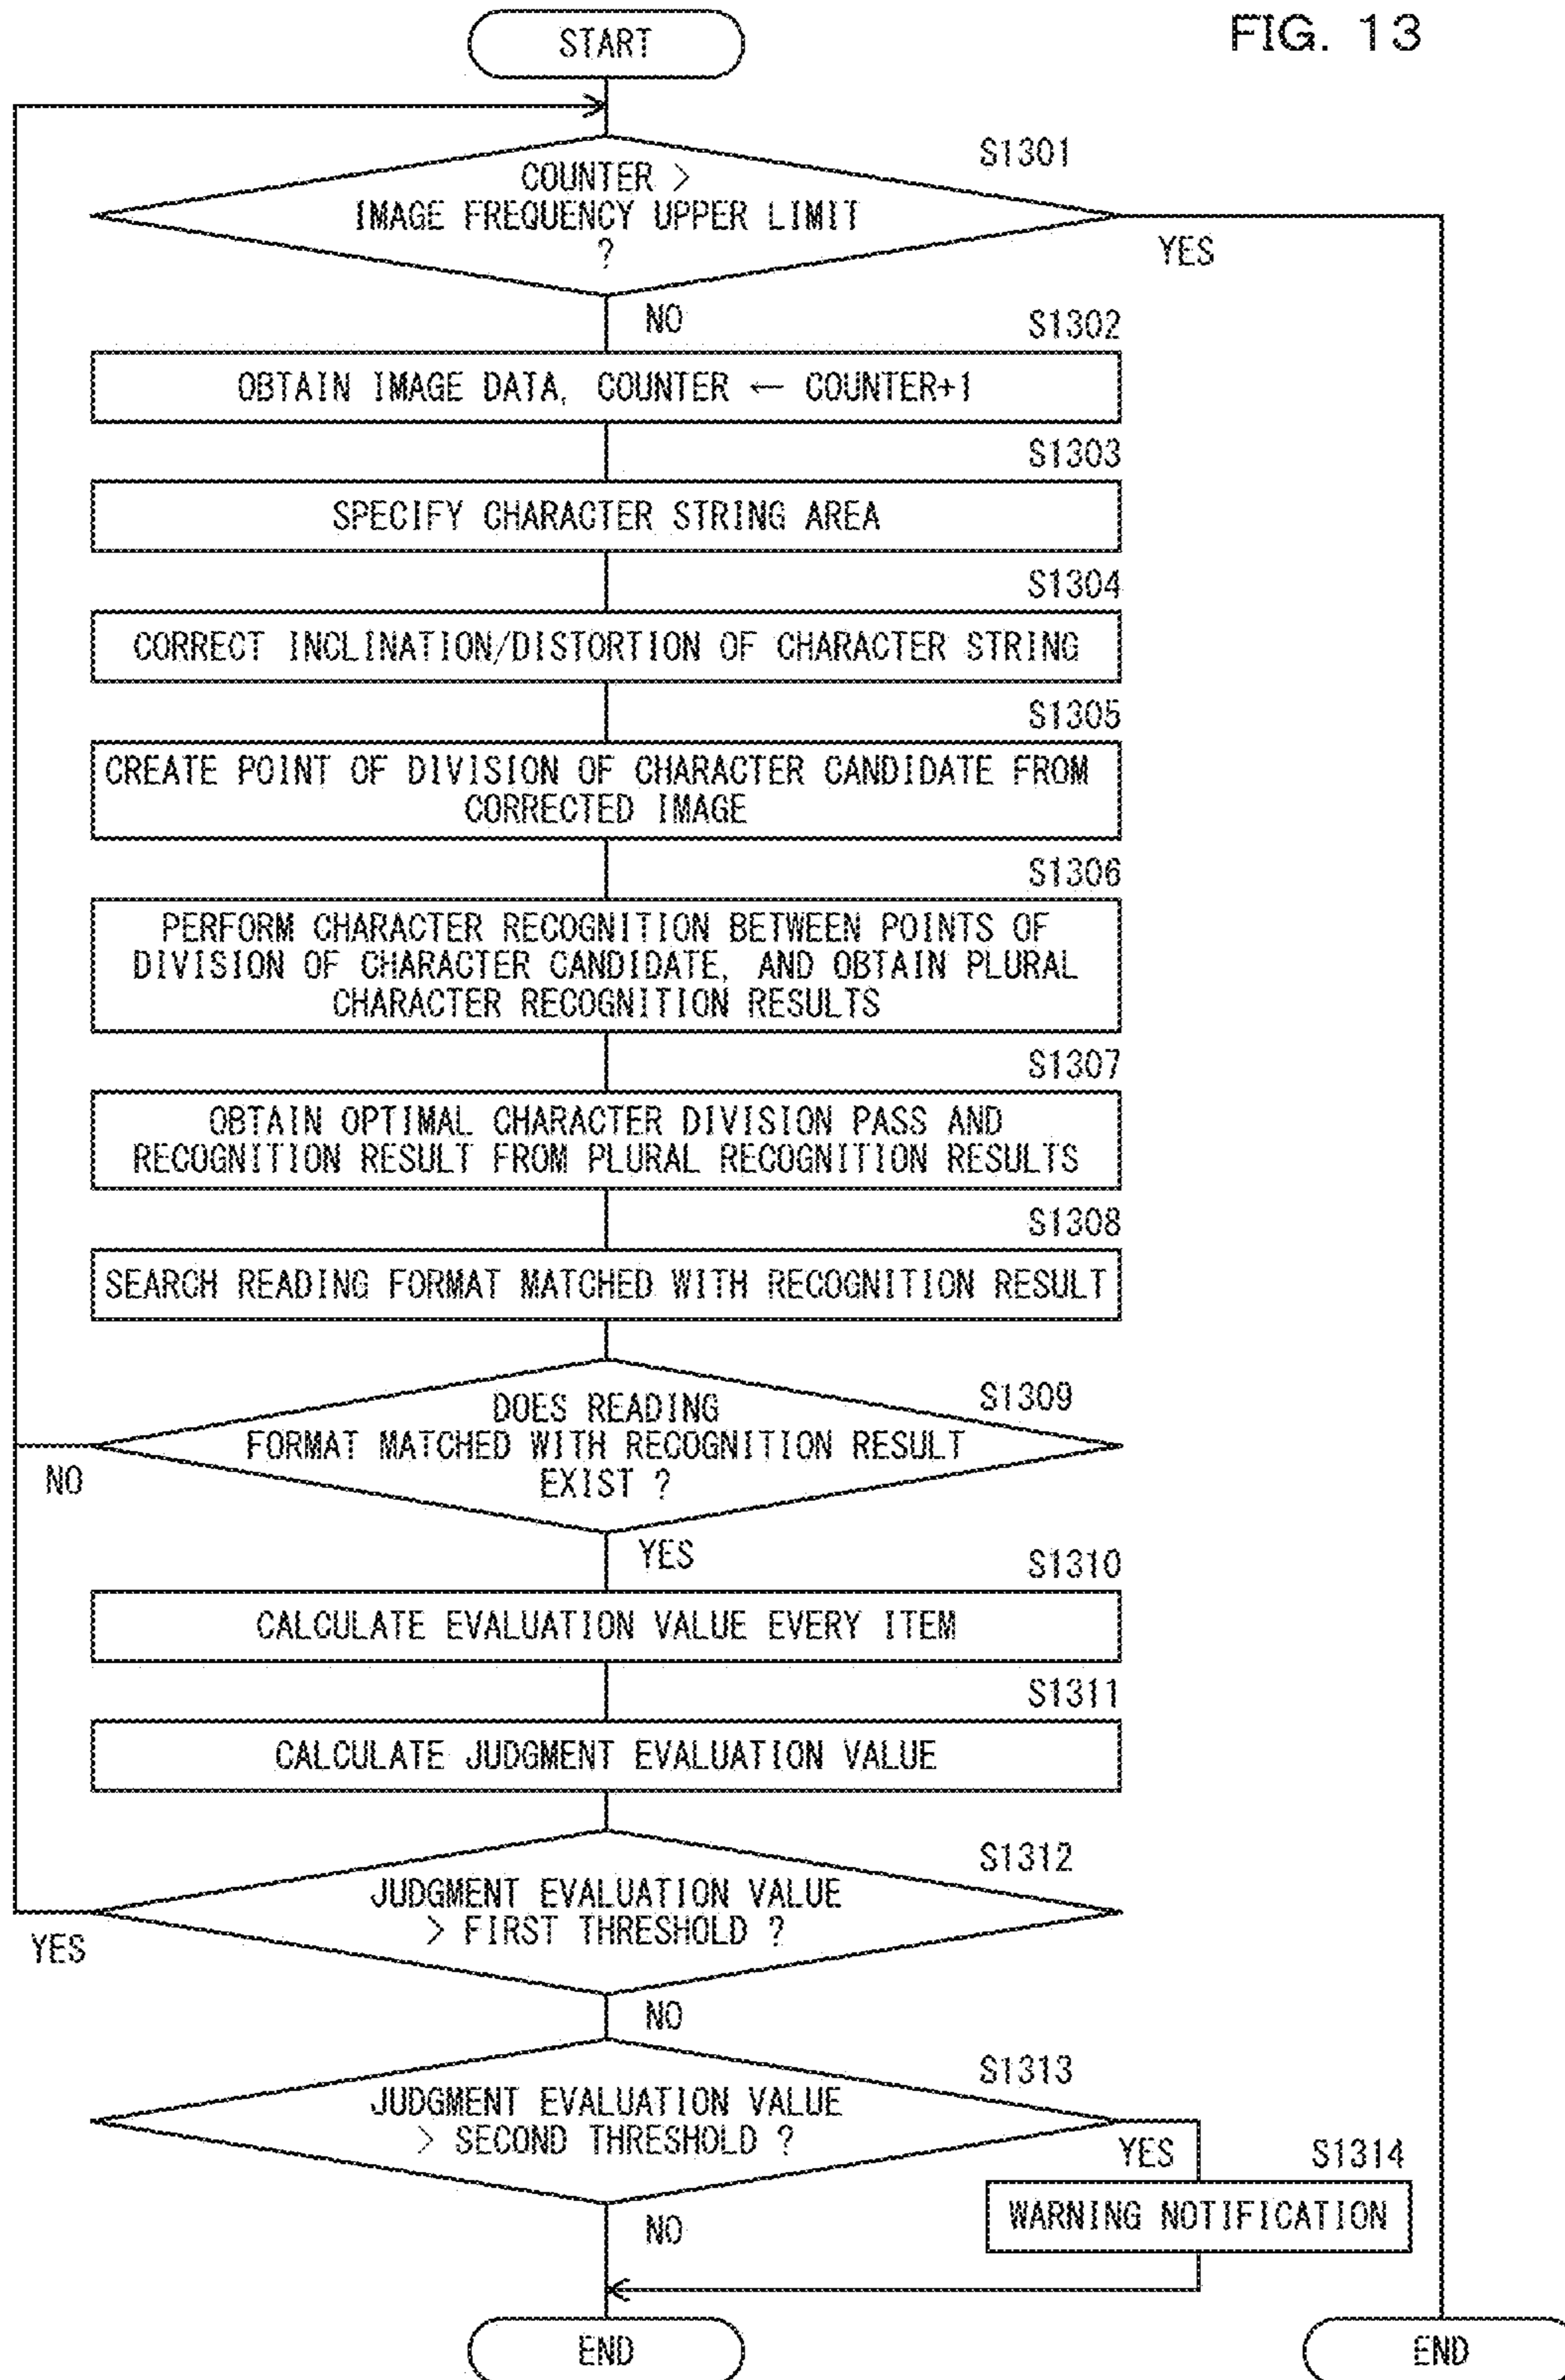 FIG. 13
START
S1301
COUNTER >
IMAGE FREQUENCY UPPER LIMIT
?
YES
NO
S1302
OBTAIN IMAGE DATA, COUNTER ← COUNTER+1
S1303
SPECIFY CHARACTER STRING AREA
S1304
CORRECT INCLINATION/DISTORTION OF CHARACTER STRING
S1305
CREATE POINT OF DIVISION OF CHARACTER CANDIDATE FROM
CORRECTED IMAGE
S1306
PERFORM CHARACTER RECOGNITION BETWEEN POINTS OF
DIVISION OF CHARACTER CANDIDATE, AND OBTAIN PLURAL
CHARACTER RECOGNITION RESULTS
S1307
OBTAIN OPTIMAL CHARACTER DIVISION PASS AND
RECOGNITION RESULT FROM PLURAL RECOGNITION RESULTS
S1308
SEARCH READING FORMAT MATCHED WITH RECOGNITION RESULT
S1309
DOES READING
FORMAT MATCHED WITH RECOGNITION RESULT
EXIST ?
NO
YES
S1310
CALCULATE EVALUATION VALUE EVERY ITEM
S1311
CALCULATE JUDGMENT EVALUATION VALUE
S1312
JUDGMENT EVALUATION VALUE
> FIRST THRESHOLD ?
YES
NO
S1313
JUDGMENT EVALUATION VALUE
> SECOND THRESHOLD ?
YES
S1314
WARNING NOTIFICATION
NO
END
END